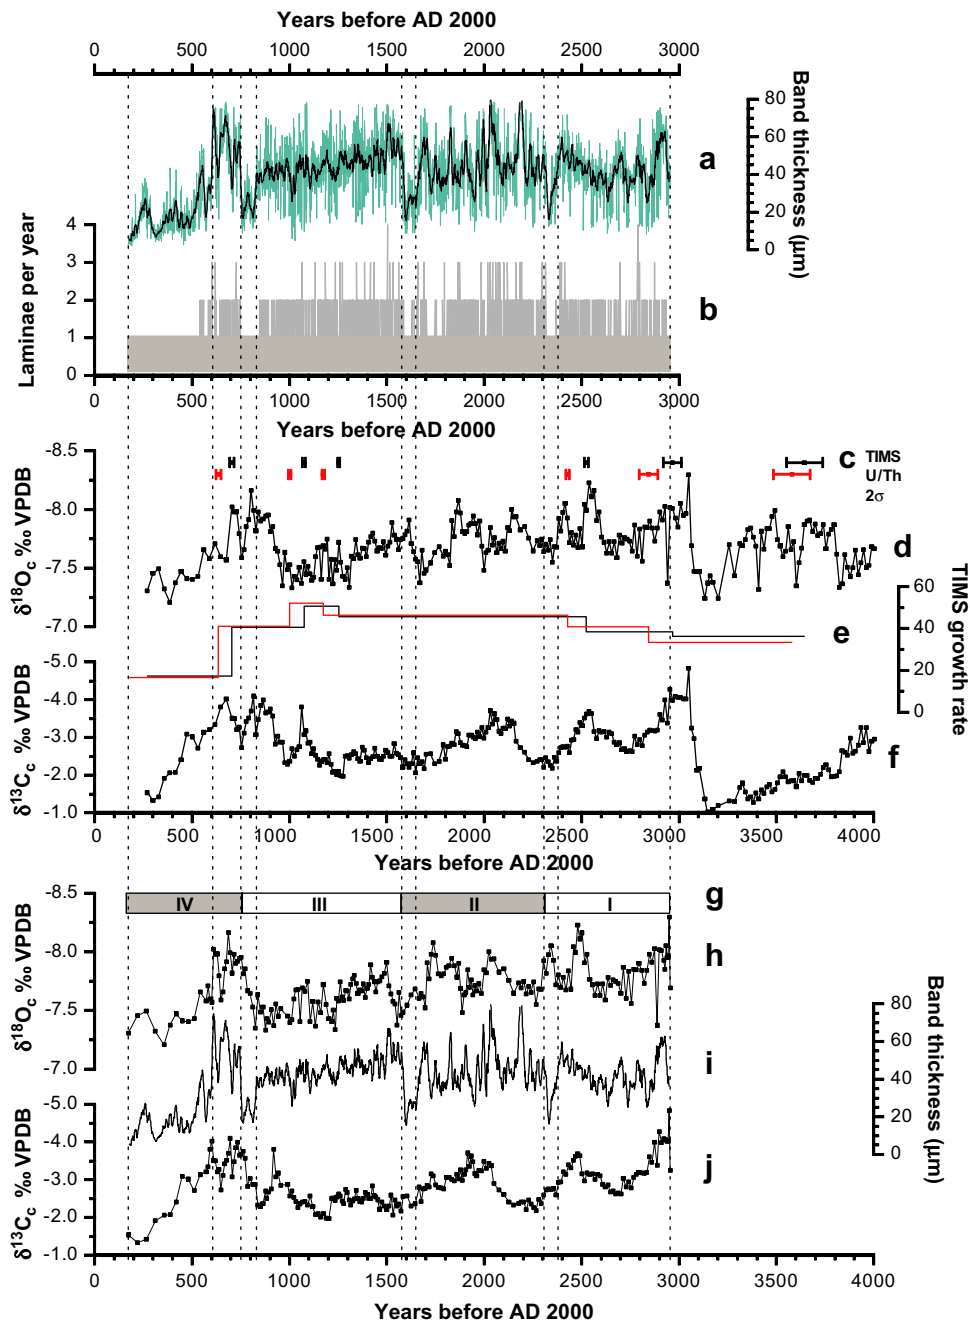 Years before AD 2000
0 500 1000 1500 2000 2500 3000
80
60
40
20
0
Band thickness (μm)
a
4
3
2
1
0
Laminae per year
b
0 500 1000 1500 2000 2500 3000
Years before AD 2000
-8.5
-8.0
-7.5
-7.0
δ18Oc ‰ VPDB
c TIMS
U/Th
2σ
d
60
40
20
0
TIMS growth rate
e
-5.0
-4.0
-3.0
-2.0
-1.0
δ13Cc ‰ VPDB
f
0 500 1000 1500 2000 2500 3000 3500 4000
Years before AD 2000
IV III II I
g
-8.5
-8.0
-7.5
-7.0
δ18Oc ‰ VPDB
h
80
60
40
20
0
Band thickness (μm)
i
-5.0
-4.0
-3.0
-2.0
-1.0
δ13Cc ‰ VPDB
j
0 500 1000 1500 2000 2500 3000 3500 4000
Years before AD 2000